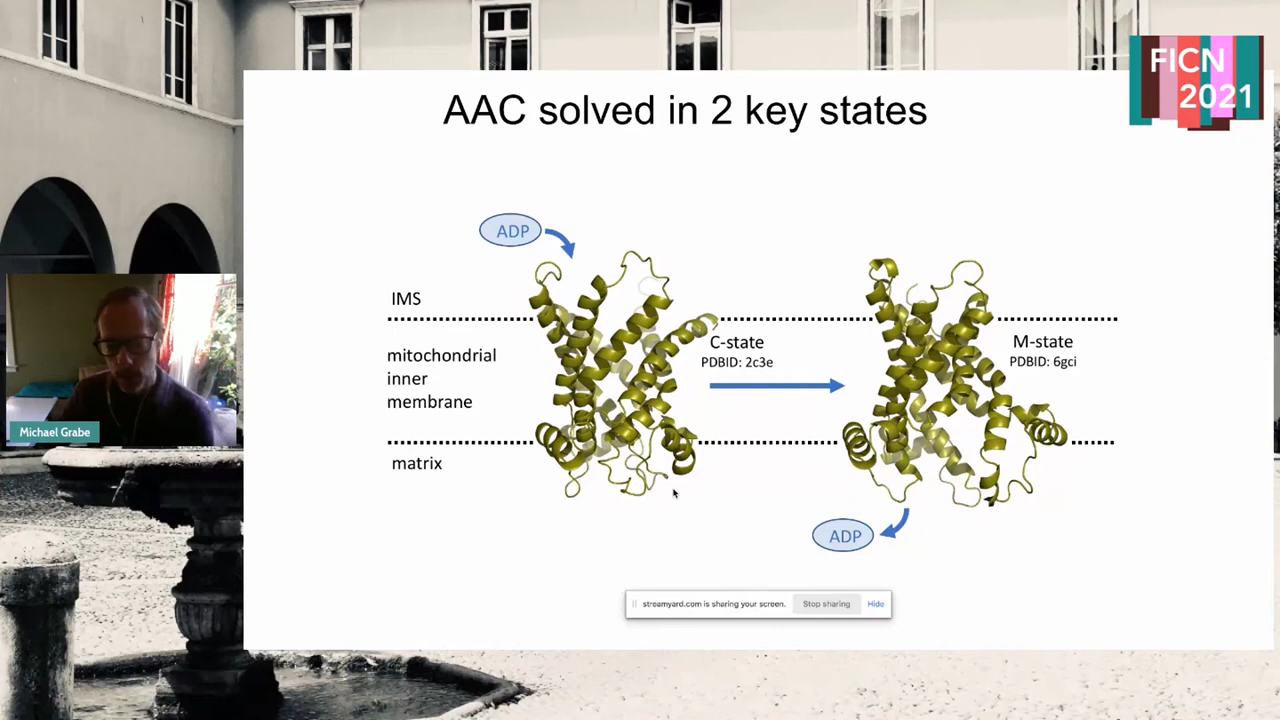 FICN
2021
AAC solved in 2 key states
ADP
IMS
C-state
PDBID: 2c3e
M-state
PDBID: 6gci
mitochondrial
inner
membrane
matrix
ADP
Michael Grabe
streamyard.com is sharing your screen.
Stop sharing
Hide